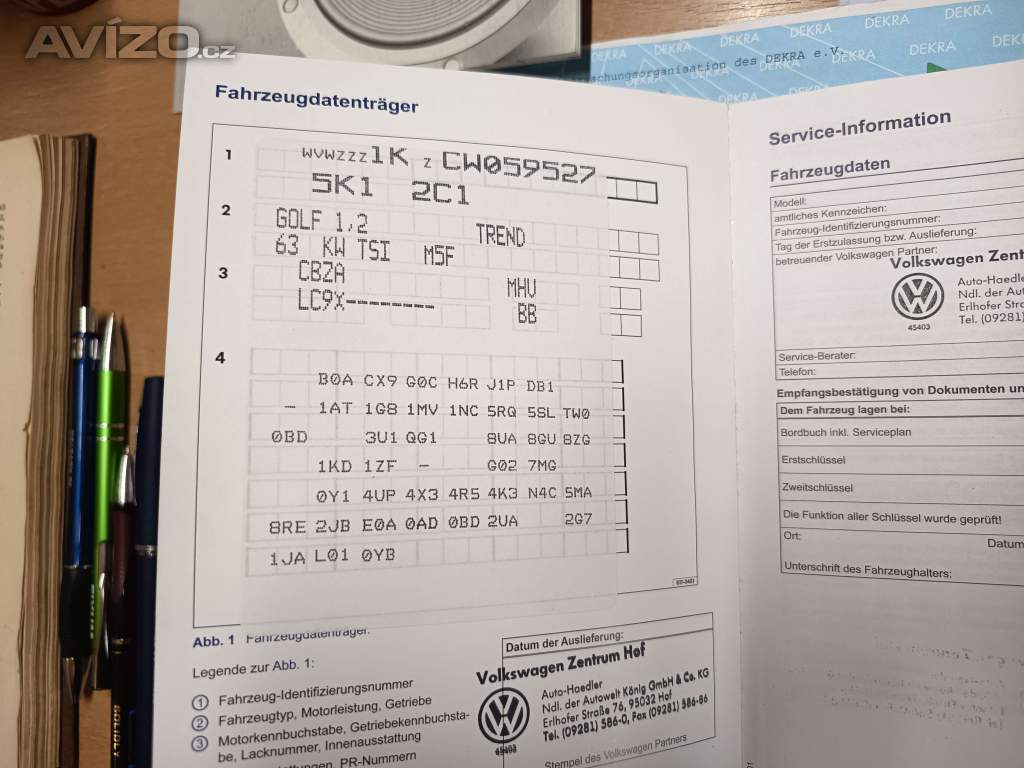 AVÍZO.cz
DEKRA DEKRA DEKRA DEKRA DEKRA
organisation des DEKRA e.V.
DEKRA DEKRA DEKRA DEKRA
DEKRA
Fahrzeugdatenträger
1 WVWZZZ1K Z CW059527
5K1 2C1
2 GOLF 1,2 TREND
63 KW TSI M5F
3 CBZA MHU
LC9X------- BB
4
B0A CX9 G0C H6R J1P DB1
- 1AT 1G8 1MV 1NC 5RQ 5SL TW0
0BD 3U1 QG1 8UA 8GU 8ZG
1KD 1ZF - G02 7MG
0Y1 4UP 4X3 4R5 4K3 N4C 5MA
8RE 2JB E0A 0AD 0BD 2UA 2G7
1JA L01 0YB
Abb. 1 Fahrzeugdatenträger.
Legende zur Abb. 1:
1 Fahrzeug-Identifizierungsnummer
2 Fahrzeugtyp, Motorleistung, Getriebe
3 Motorkennbuchstabe, Getriebekennbuchsta-
be, Lacknummer, Innenausstattung
PR-Nummern
Datum der Auslieferung:
Volkswagen Zentrum Hof
Auto-Haedler
Ndl. der Autowelt König GmbH & Co. KG
Erlhofer Straße 76, 95032 Hof
Tel. (09281) 586-0, Fax (09281) 586-86
45403
Stempel des Volkswagen Partners
Service-Information
Fahrzeugdaten
Modell:
amtliches Kennzeichen:
Fahrzeug-Identifizierungsnummer:
Tag der Erstzulassung bzw. Auslieferung:
betreuender Volkswagen Partner:
Volkswagen Zent
Auto-Haedler
Ndl. der Aut
Erlhofer Str
Tel. (09281)
45403
Service-Berater:
Telefon:
Empfangsbestätigung von Dokumenten un
Dem Fahrzeug lagen bei:
Bordbuch inkl. Serviceplan
Erstschlüssel
Zweitschlüssel
Die Funktion aller Schlüssel wurde geprüft!
Ort:
Datum
Unterschrift des Fahrzeughalters: